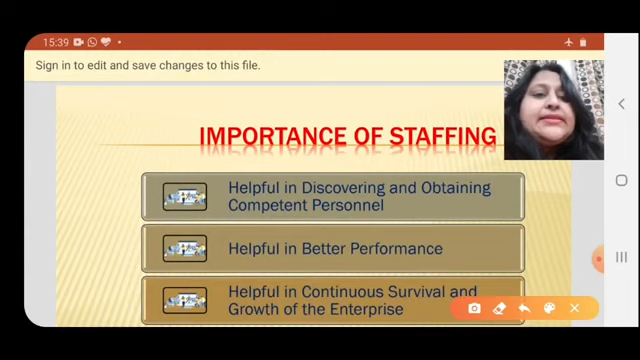 15:39
Sign in to edit and save changes to this file.
IMPORTANCE OF STAFFING
Helpful in Discovering and Obtaining
Competent Personnel
Helpful in Better Performance
Helpful in Continuous Survival and
Growth of the Enterprise